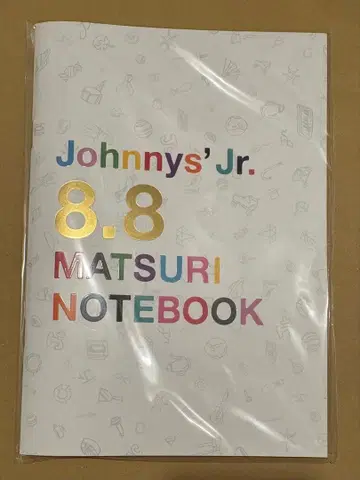 Johnnys' Jr.
8.8
MATSURI
NOTEBOOK